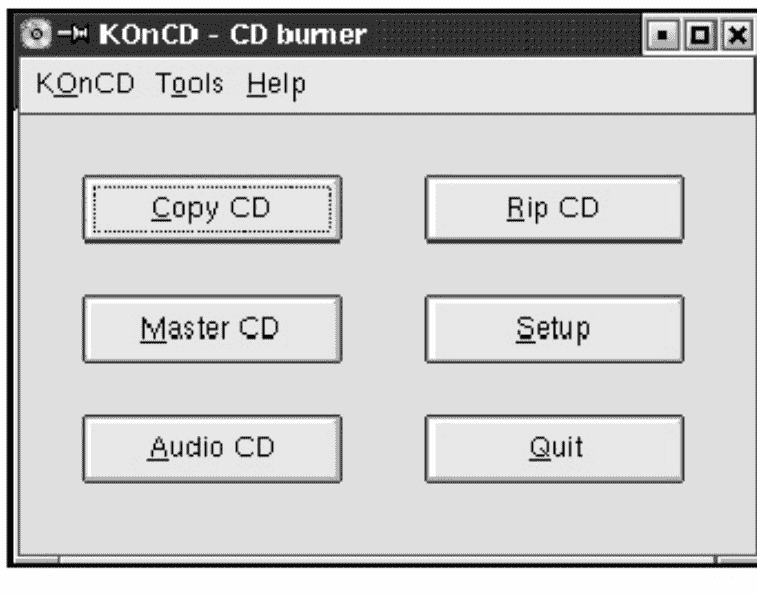 KOnCD - CD burner
KOnCD Tools Help
Copy CD Rip CD
Master CD Setup
Audio CD Quit